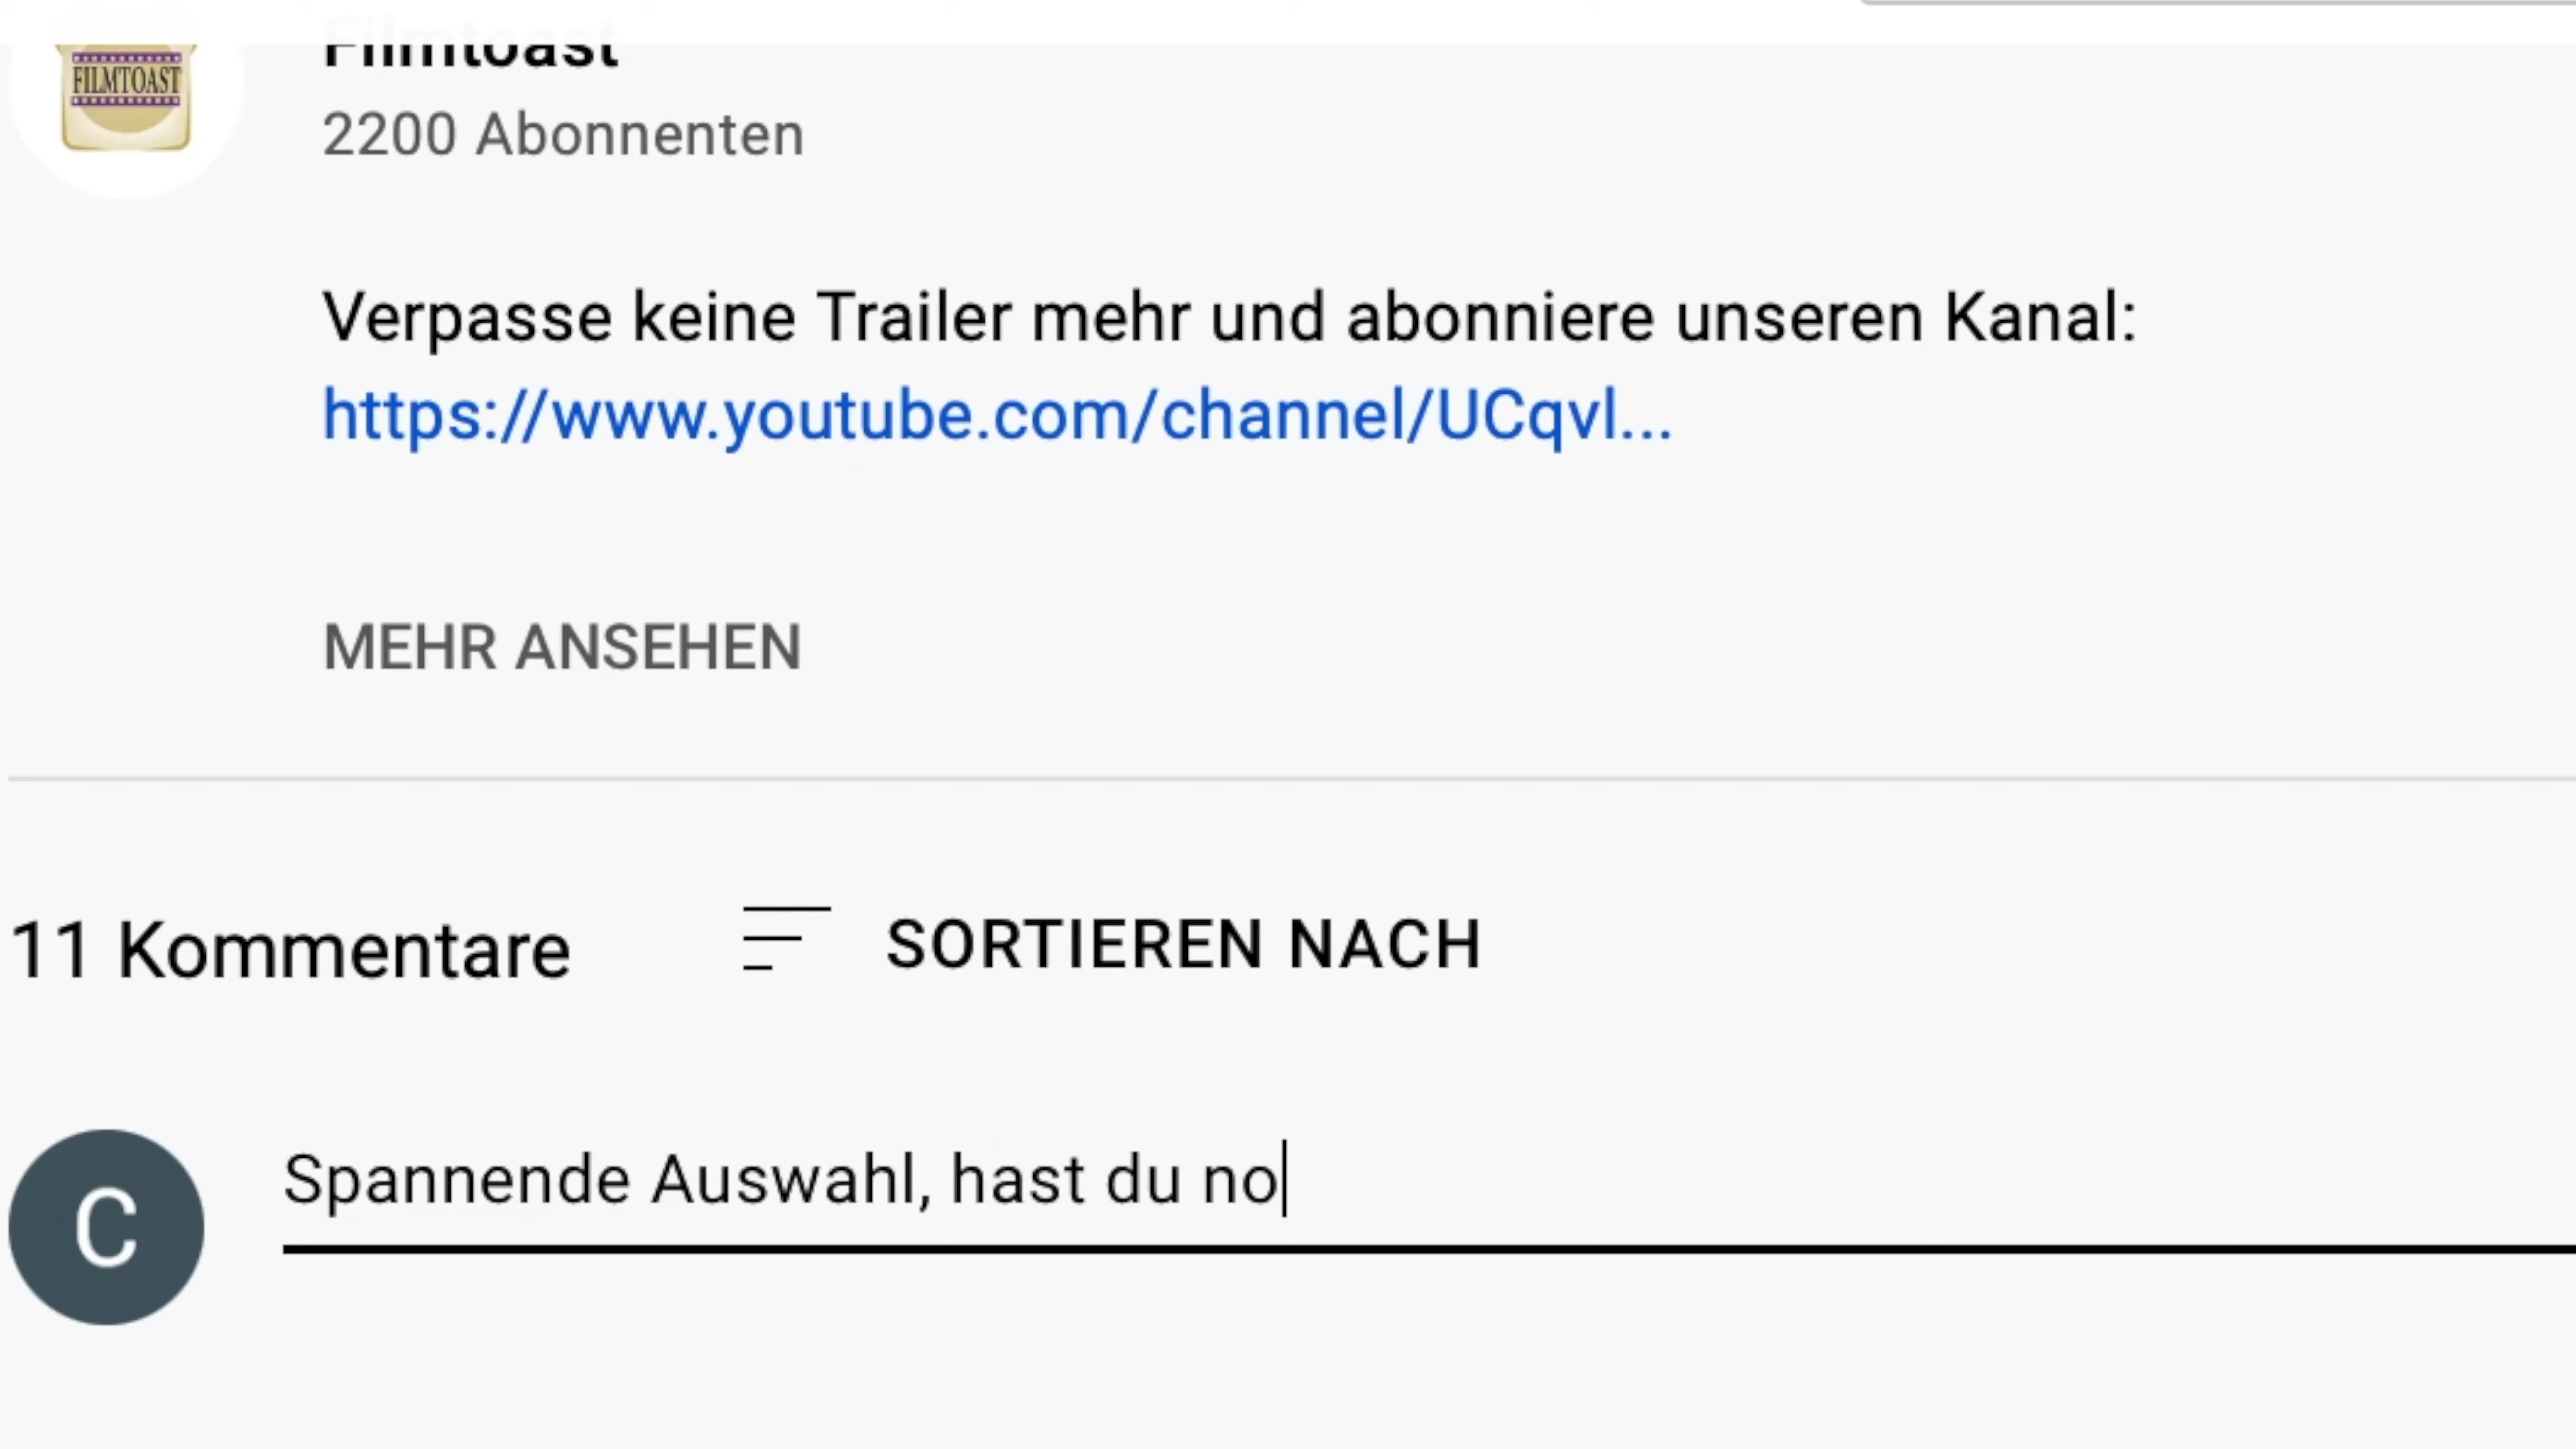 Filmtoast
FILMTOAST
2200 Abonnenten
Verpasse keine Trailer mehr und abonniere unseren Kanal:
https://www.youtube.com/channel/UCqvl...
MEHR ANSEHEN
11 Kommentare
SORTIEREN NACH
C
Spannende Auswahl, hast du no